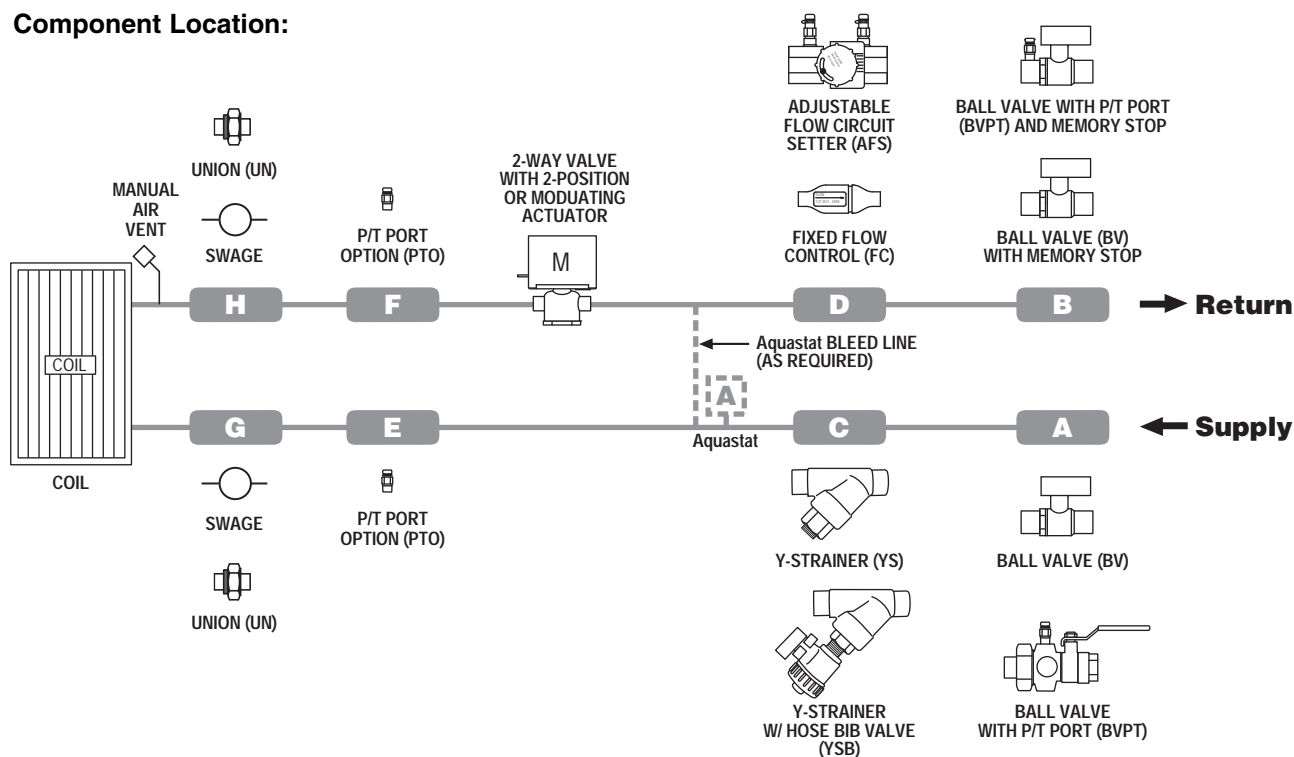 Component Location:
ADJUSTABLE
FLOW CIRCUIT
SETTER (AFS)
BALL VALVE WITH P/T PORT
(BVPT) AND MEMORY STOP
UNION (UN)
MANUAL
AIR
VENT
SWAGE
P/T PORT
OPTION (PTO)
2-WAY VALVE
WITH 2-POSITION
OR MODUATING
ACTUATOR
M
FIXED FLOW
CONTROL (FC)
BALL VALVE (BV)
WITH MEMORY STOP
H
F
D
B
Return
Aquastat BLEED LINE
(AS REQUIRED)
COIL
A
G
E
Aquastat
C
A
Supply
COIL
SWAGE
P/T PORT
OPTION (PTO)
UNION (UN)
Y-STRAINER (YS)
BALL VALVE (BV)
Y-STRAINER
W/ HOSE BIB VALVE
(YSB)
BALL VALVE
WITH P/T PORT (BVPT)